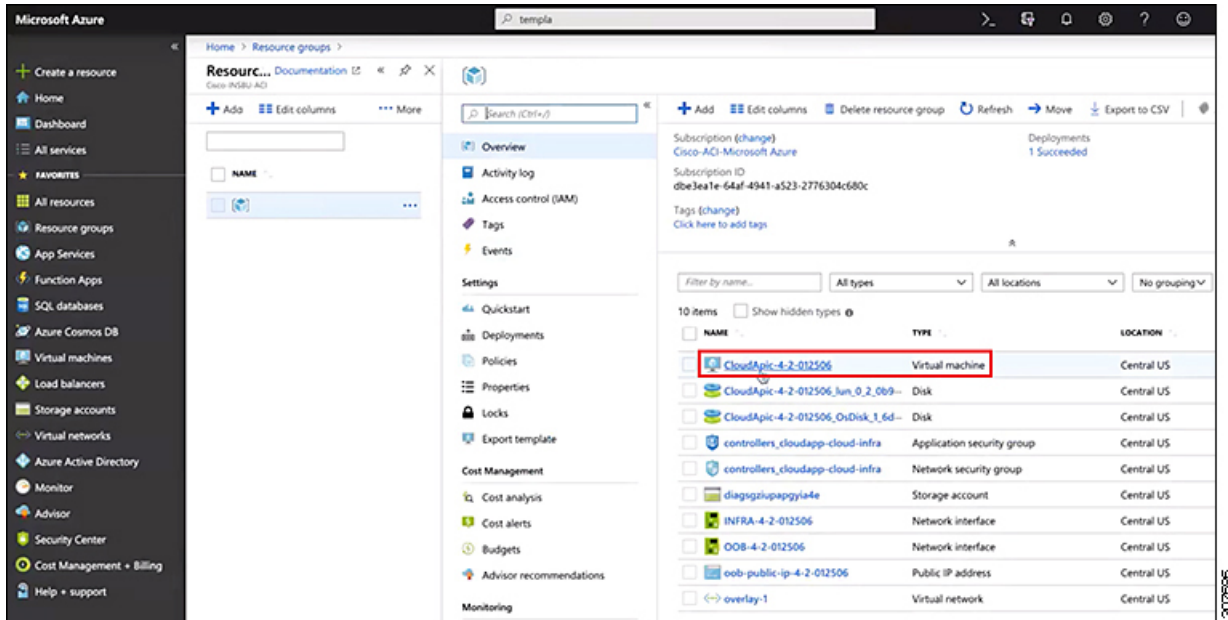 Microsoft Azure
templa
Create a resource
Home
Dashboard
All services
FAVORITES
All resources
Resource groups
App Services
Function Apps
SQL databases
Azure Cosmos DB
Virtual machines
Load balancers
Storage accounts
Virtual networks
Azure Active Directory
Monitor
Advisor
Security Center
Cost Management + Billing
Help + support
Home > Resource groups >
Resourc... Documentation
Cisco-INSBU-ACI
Add Edit columns ••• More
NAME
Search (Ctrl+/)
Overview
Activity log
Access control (IAM)
Tags
Events
Settings
Quickstart
Deployments
Policies
Properties
Locks
Export template
Cost Management
Cost analysis
Cost alerts
Budgets
Advisor recommendations
Monitoring
Add Edit columns Delete resource group Refresh Move Export to CSV
Subscription (change)
Cisco-ACI-Microsoft Azure
Subscription ID
dbe3ea1e-64af-4941-a523-2776304c680c
Tags (change)
Click here to add tags
Deployments
1 Succeeded
Filter by name... All types All locations No grouping
10 items Show hidden types
NAME TYPE LOCATION
CloudApic-4-2-012506 Virtual machine Central US
CloudApic-4-2-012506_lun_0_2_0b9-- Disk Central US
CloudApic-4-2-012506_OsDisk_1_6d-- Disk Central US
controllers_cloudapp-cloud-infra Application security group Central US
controllers_cloudapp-cloud-infra Network security group Central US
diagsgziupapgyia4e Storage account Central US
INFRA-4-2-012506 Network interface Central US
OOB-4-2-012506 Network interface Central US
oob-public-ip-4-2-012506 Public IP address Central US
overlay-1 Virtual network Central US
302595